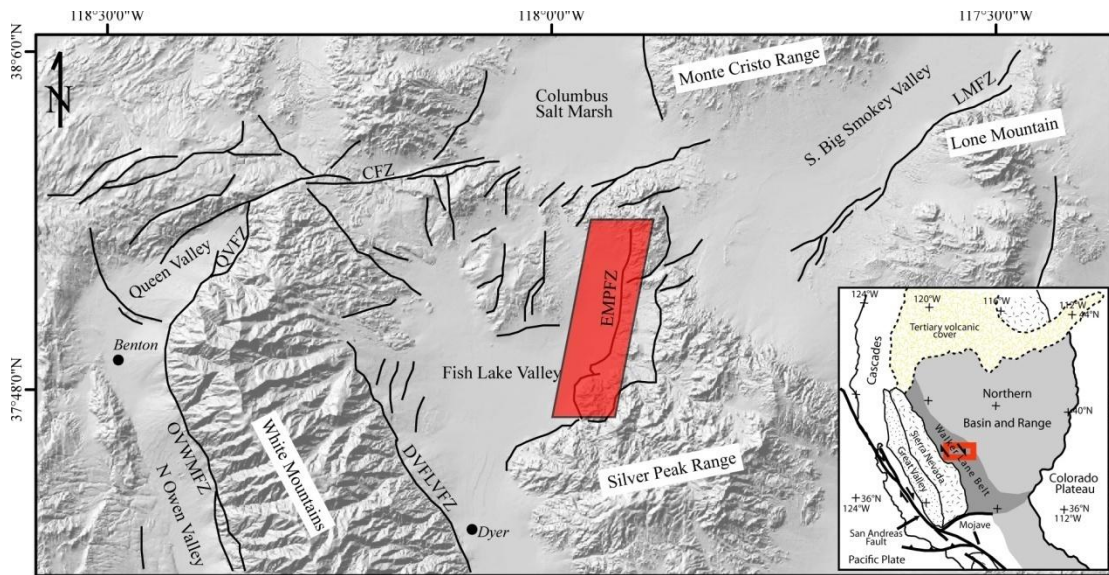 118°30'0"W
118°0'0"W
117°30'0"W
38°6'0"N
37°48'0"N
N
Monte Cristo Range
Columbus
Salt Marsh
S. Big Smokey Valley
LMFZ
Lone Mountain
CFZ
Queen Valley
QVFZ
EMPFZ
Benton
Fish Lake Valley
OVWMFZ
N Owen Valley
White Mountains
DVFLVFZ
Silver Peak Range
Dyer
124°W
120°W
116°W
112°W
44°N
Tertiary volcanic
cover
Cascades
Northern
Basin and Range
40°N
Walker Lane Belt
Sierra Nevada
Great Valley
Colorado
Plateau
36°N
124°W
36°N
112°W
San Andreas
Fault
Mojave
Pacific Plate